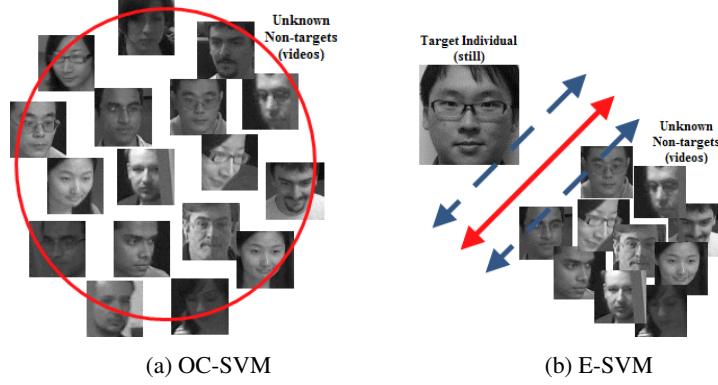 Unknown
Non-targets
(videos)
Target Individual
(still)
Unknown
Non-targets
(videos)
(a) OC-SVM
(b) E-SVM